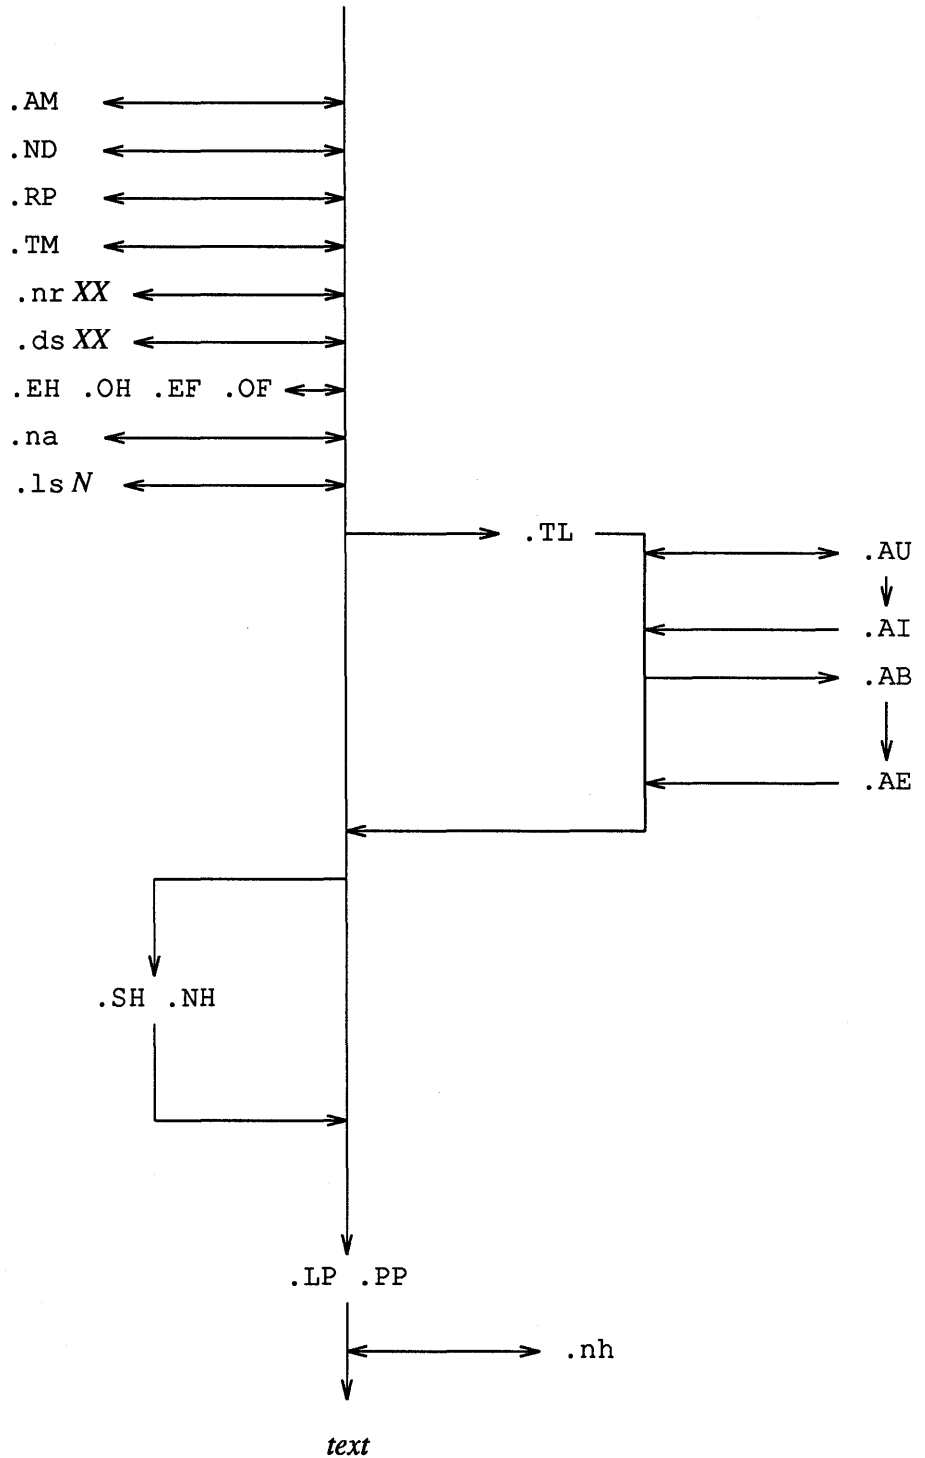 .AM
.ND
.RP
.TM
.nr XX
.ds XX
.EH .OH .EF .OF
.na
.ls N
.TL
.AU
.AI
.AB
.AE
.SH .NH
.LP .PP
.nh
text